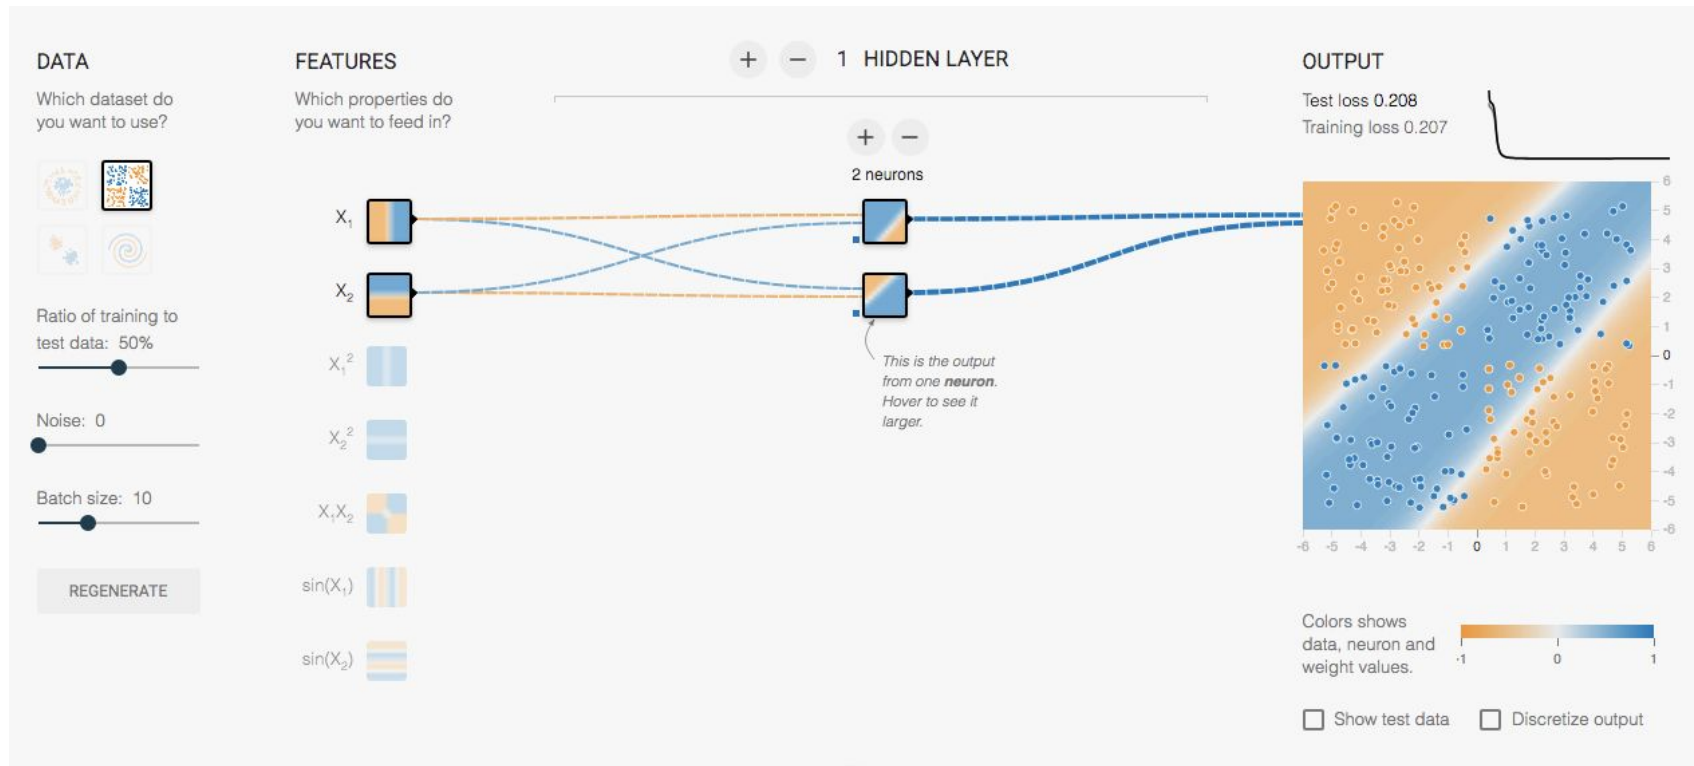 DATA
Which dataset do
you want to use?
Ratio of training to
test data: 50%
Noise: 0
Batch size: 10
REGENERATE
FEATURES
Which properties do
you want to feed in?
X₁
X₂
X₁²
X₂²
X₁X₂
sin(X₁)
sin(X₂)
+ − 1 HIDDEN LAYER
+ −
2 neurons
This is the output
from one neuron.
Hover to see it
larger.
OUTPUT
Test loss 0.208
Training loss 0.207
6
5
4
3
2
1
0
-1
-2
-3
-4
-5
-6
-6 -5 -4 -3 -2 -1 0 1 2 3 4 5 6
Colors shows
data, neuron and
weight values.
-1 0 1
Show test data
Discretize output